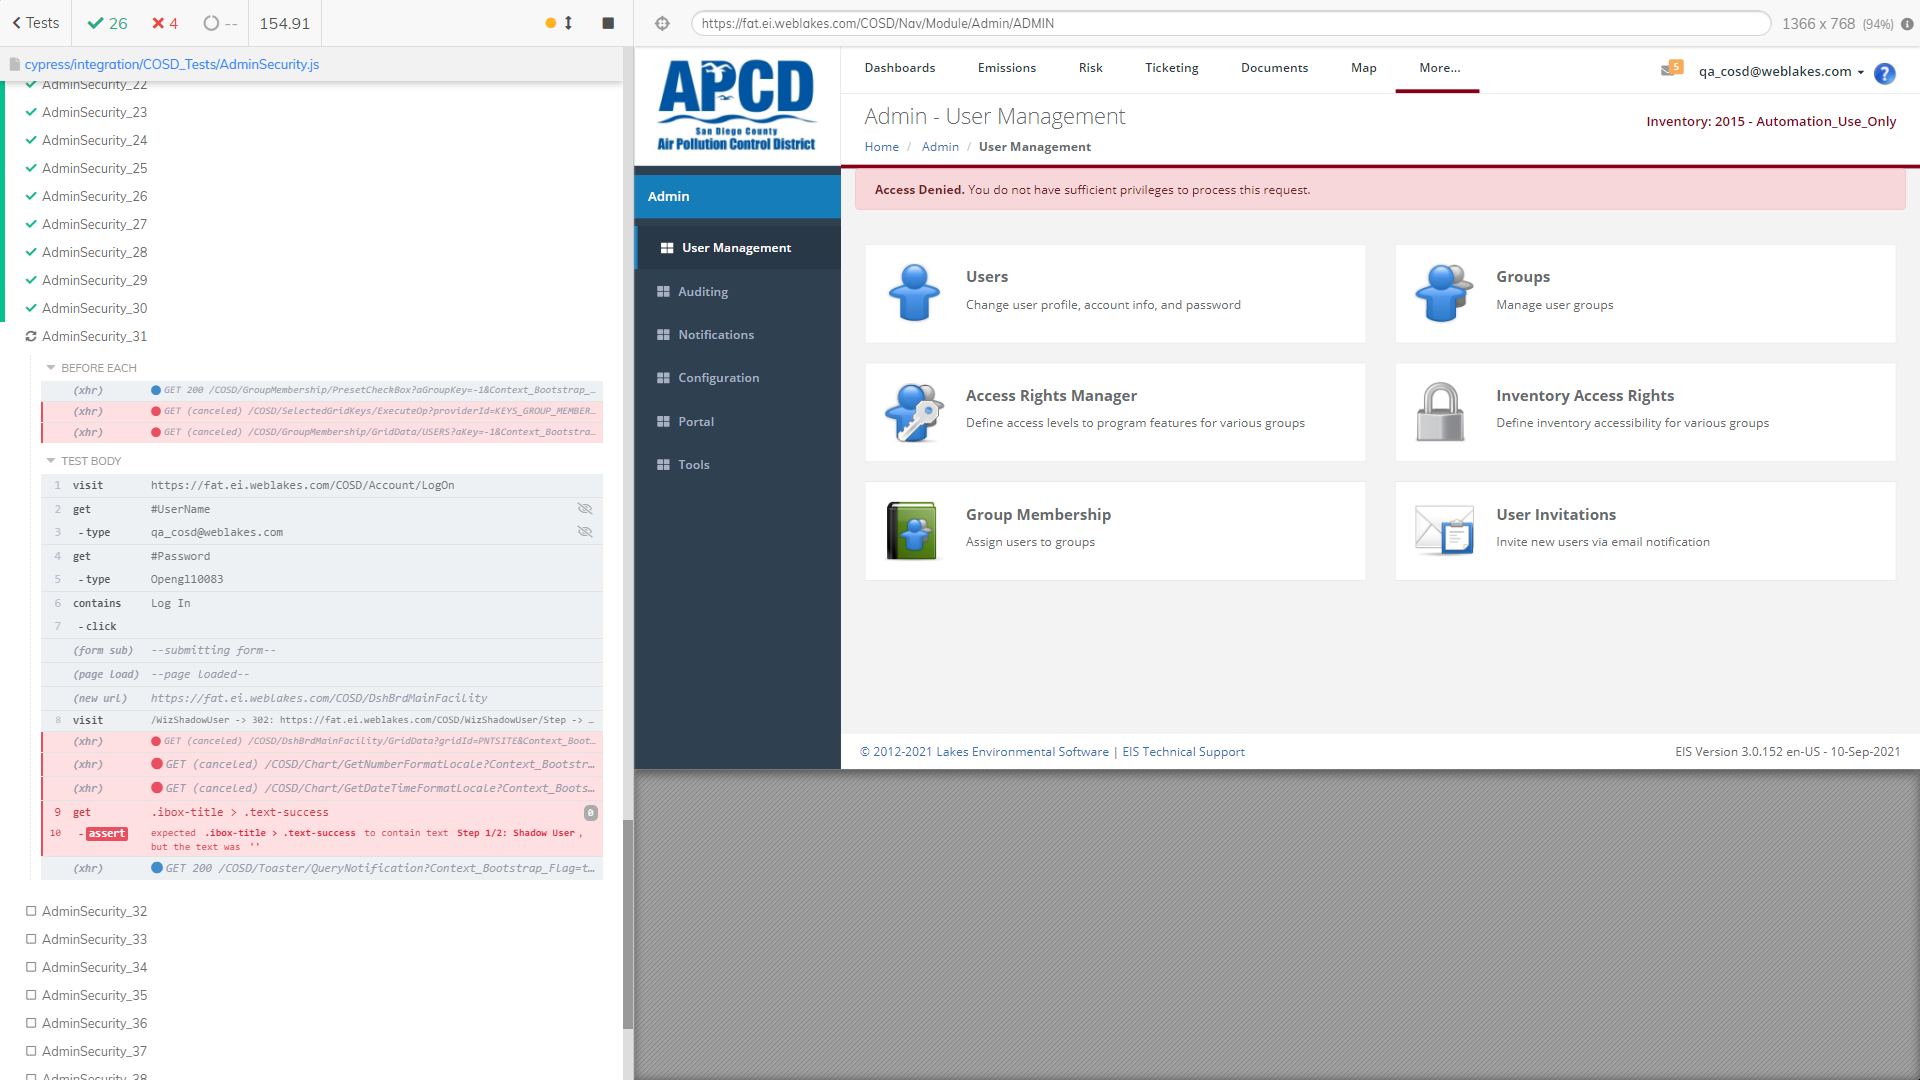 Tests
26
4
--
154.91
https://fat.ei.weblakes.com/COSD/Nav/Module/Admin/ADMIN
1366 x 768 (94%)
cypress/integration/COSD_Tests/AdminSecurity.js
AdminSecurity_22
AdminSecurity_23
AdminSecurity_24
AdminSecurity_25
AdminSecurity_26
AdminSecurity_27
AdminSecurity_28
AdminSecurity_29
AdminSecurity_30
AdminSecurity_31
BEFORE EACH
(xhr) GET 200 /COSD/GroupMembership/PresetCheckBox?aGroupKey=-1&Context_Bootstrap_…
(xhr) GET (canceled) /COSD/SelectedGridKeys/ExecuteOp?providerId=KEYS_GROUP_MEMBER…
(xhr) GET (canceled) /COSD/GroupMembership/GridData/USERS?aKey=-1&Context_Bootstra…
TEST BODY
1 visit https://fat.ei.weblakes.com/COSD/Account/LogOn
2 get #UserName
3 -type qa_cosd@weblakes.com
4 get #Password
5 -type Opengl10083
6 contains Log In
7 -click
(form sub) --submitting form--
(page load) --page loaded--
(new url) https://fat.ei.weblakes.com/COSD/DshBrdMainFacility
8 visit /WizShadowUser -> 302: https://fat.ei.weblakes.com/COSD/WizShadowUser/Step -> …
(xhr) GET (canceled) /COSD/DshBrdMainFacility/GridData?gridId=PNTSITE&Context_Boot…
(xhr) GET (canceled) /COSD/Chart/GetNumberFormatLocale?Context_Bootstr…
(xhr) GET (canceled) /COSD/Chart/GetDateTimeFormatLocale?Context_Boots…
9 get .ibox-title > .text-success 0
10 -assert expected .ibox-title > .text-success to contain text Step 1/2: Shadow User,
but the text was ''
(xhr) GET 200 /COSD/Toaster/QueryNotification?Context_Bootstrap_Flag=t…
AdminSecurity_32
AdminSecurity_33
AdminSecurity_34
AdminSecurity_35
AdminSecurity_36
AdminSecurity_37
AdminSecurity_38
APCD
San Diego County
Air Pollution Control District
Dashboards
Emissions
Risk
Ticketing
Documents
Map
More...
5
qa_cosd@weblakes.com
?
Admin - User Management
Home / Admin / User Management
Inventory: 2015 - Automation_Use_Only
Access Denied. You do not have sufficient privileges to process this request.
Admin
User Management
Auditing
Notifications
Configuration
Portal
Tools
Users
Change user profile, account info, and password
Groups
Manage user groups
Access Rights Manager
Define access levels to program features for various groups
Inventory Access Rights
Define inventory accessibility for various groups
Group Membership
Assign users to groups
User Invitations
Invite new users via email notification
© 2012-2021 Lakes Environmental Software | EIS Technical Support
EIS Version 3.0.152 en-US - 10-Sep-2021